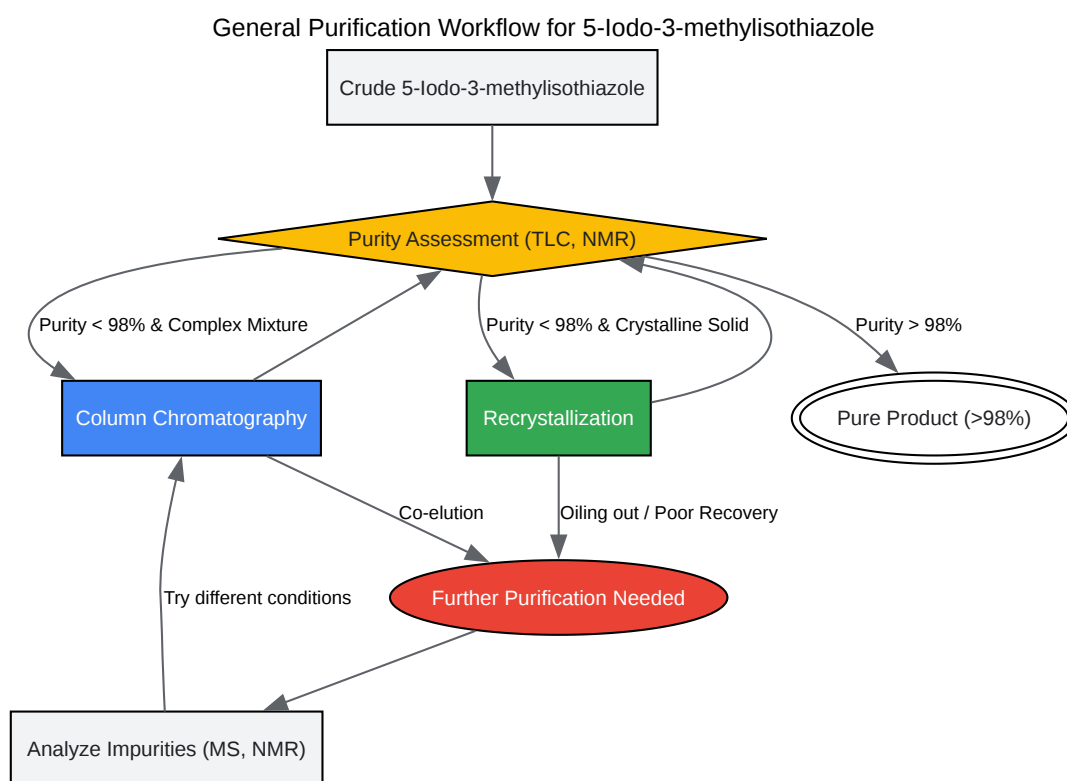 General Purification Workflow for 5-Iodo-3-methylisothiazole
Crude 5-Iodo-3-methylisothiazole
Purity Assessment (TLC, NMR)
Purity < 98% & Complex Mixture
Purity < 98% & Crystalline Solid
Purity > 98%
Column Chromatography
Recrystallization
Pure Product (>98%)
Co-elution
Oiling out / Poor Recovery
Try different conditions
Further Purification Needed
Analyze Impurities (MS, NMR)